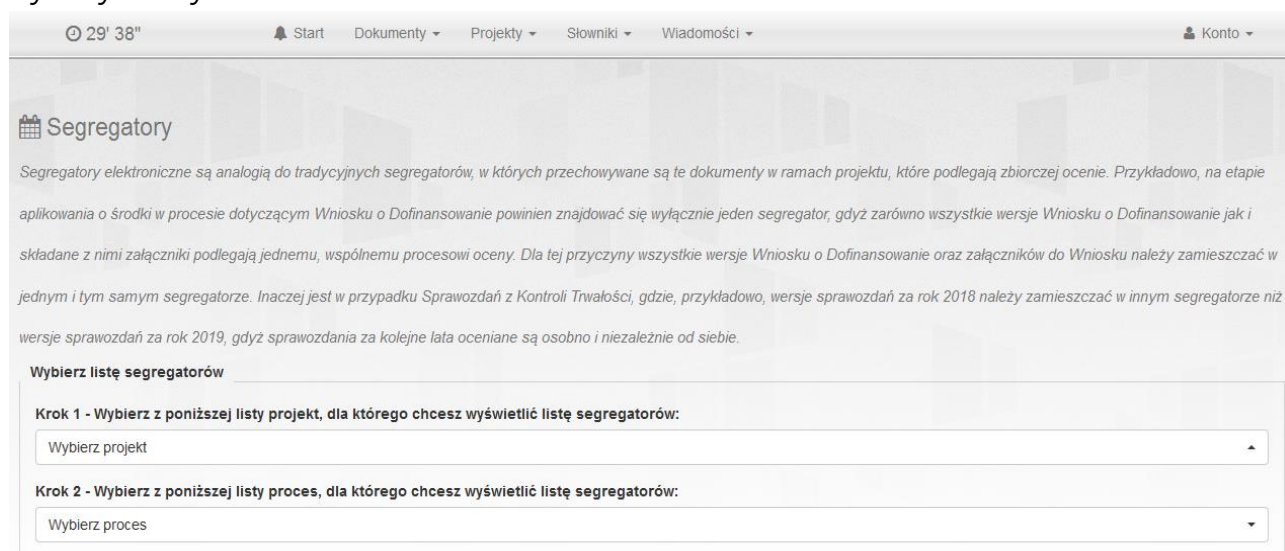 29' 38" Start Dokumenty Projekty Słowniki Wiadomości Konto
Segregatory
Segregatory elektroniczne są analogią do tradycyjnych segregatorów, w których przechowywane są te dokumenty w ramach projektu, które podlegają zbiorczej ocenie. Przykładowo, na etapie
aplikowania o środki w procesie dotyczącym Wniosku o Dofinansowanie powinien znajdować się wyłącznie jeden segregator, gdyż zarówno wszystkie wersje Wniosku o Dofinansowanie jak i
składane z nimi załączniki podlegają jednemu, wspólnemu procesowi oceny. Dla tej przyczyny wszystkie wersje Wniosku o Dofinansowanie oraz załączników do Wniosku należy zamieszczać w
jednym i tym samym segregatorze. Inaczej jest w przypadku Sprawozdań z Kontroli Trwałości, gdzie, przykładowo, wersje sprawozdań za rok 2018 należy zamieszczać w innym segregatorze niż
wersje sprawozdań za rok 2019, gdyż sprawozdania za kolejne lata oceniane są osobno i niezależnie od siebie.
Wybierz listę segregatorów
Krok 1 - Wybierz z poniższej listy projekt, dla którego chcesz wyświetlić listę segregatorów:
Wybierz projekt
Krok 2 - Wybierz z poniższej listy proces, dla którego chcesz wyświetlić listę segregatorów:
Wybierz proces